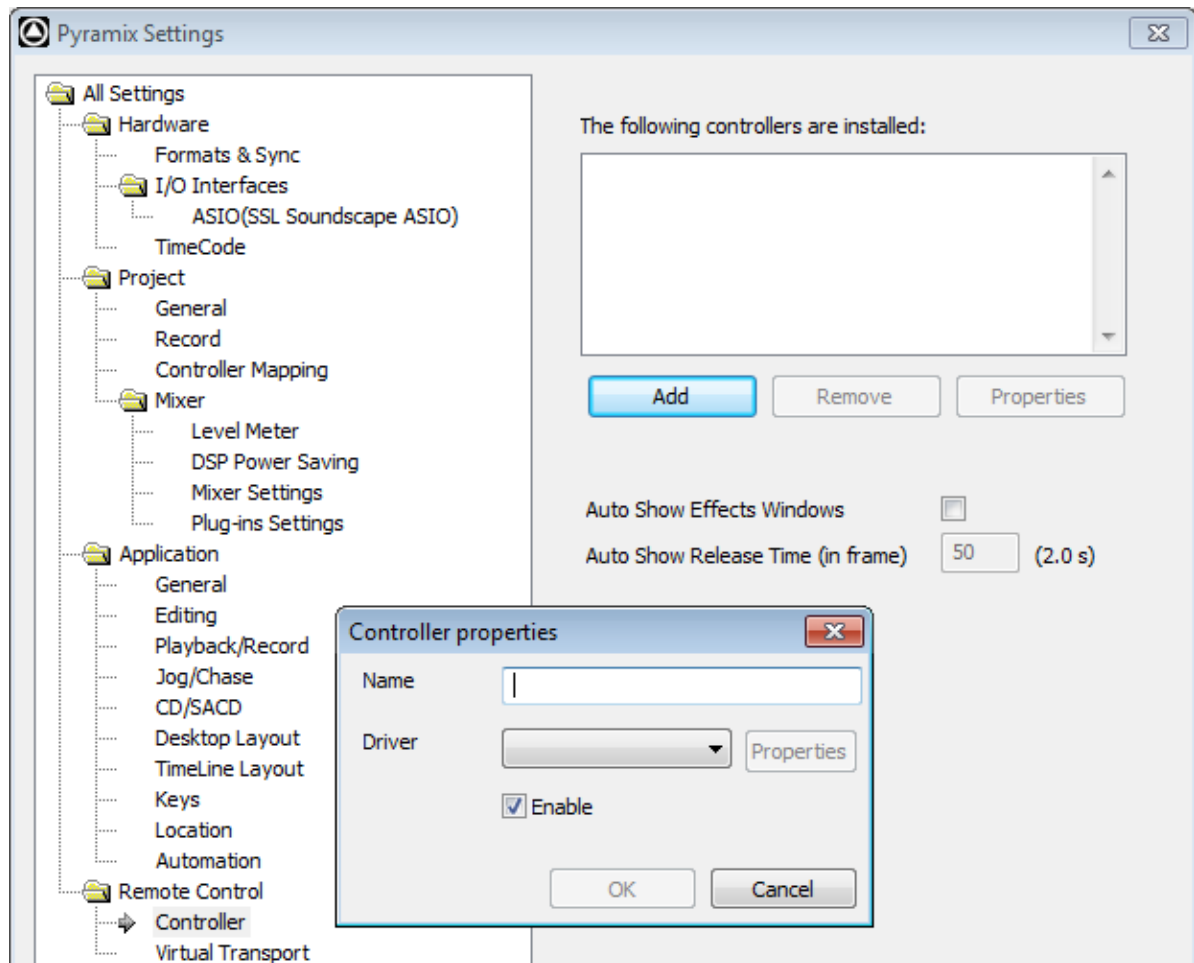 Pyramix Settings
All Settings
Hardware
Formats & Sync
I/O Interfaces
ASIO(SSL Soundscape ASIO)
TimeCode
Project
General
Record
Controller Mapping
Mixer
Level Meter
DSP Power Saving
Mixer Settings
Plug-ins Settings
Application
General
Editing
Playback/Record
Jog/Chase
CD/SACD
Desktop Layout
TimeLine Layout
Keys
Location
Automation
Remote Control
Controller
Virtual Transport
The following controllers are installed:
Add Remove Properties
Auto Show Effects Windows
Auto Show Release Time (in frame) 50 (2.0 s)
Controller properties
Name
Driver Properties
Enable
OK Cancel